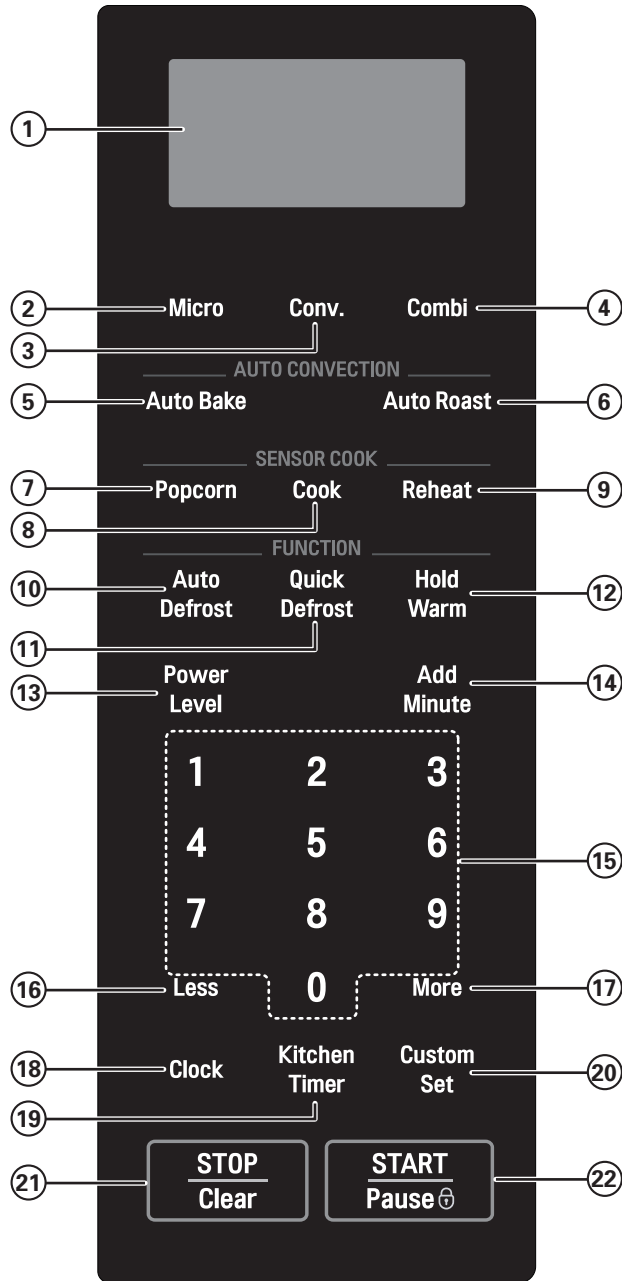 1
2 Micro Conv. Combi 4
3
AUTO CONVECTION
5 Auto Bake Auto Roast 6
SENSOR COOK
7 Popcorn Cook Reheat 9
8
FUNCTION
10 Auto Quick Hold 12
Defrost Defrost Warm
11
13 Power Add 14
Level Minute
1 2 3
4 5 6 15
7 8 9
16 Less 0 More 17
18 Clock Kitchen Custom 20
Timer Set
19
21 STOP START 22
Clear Pause